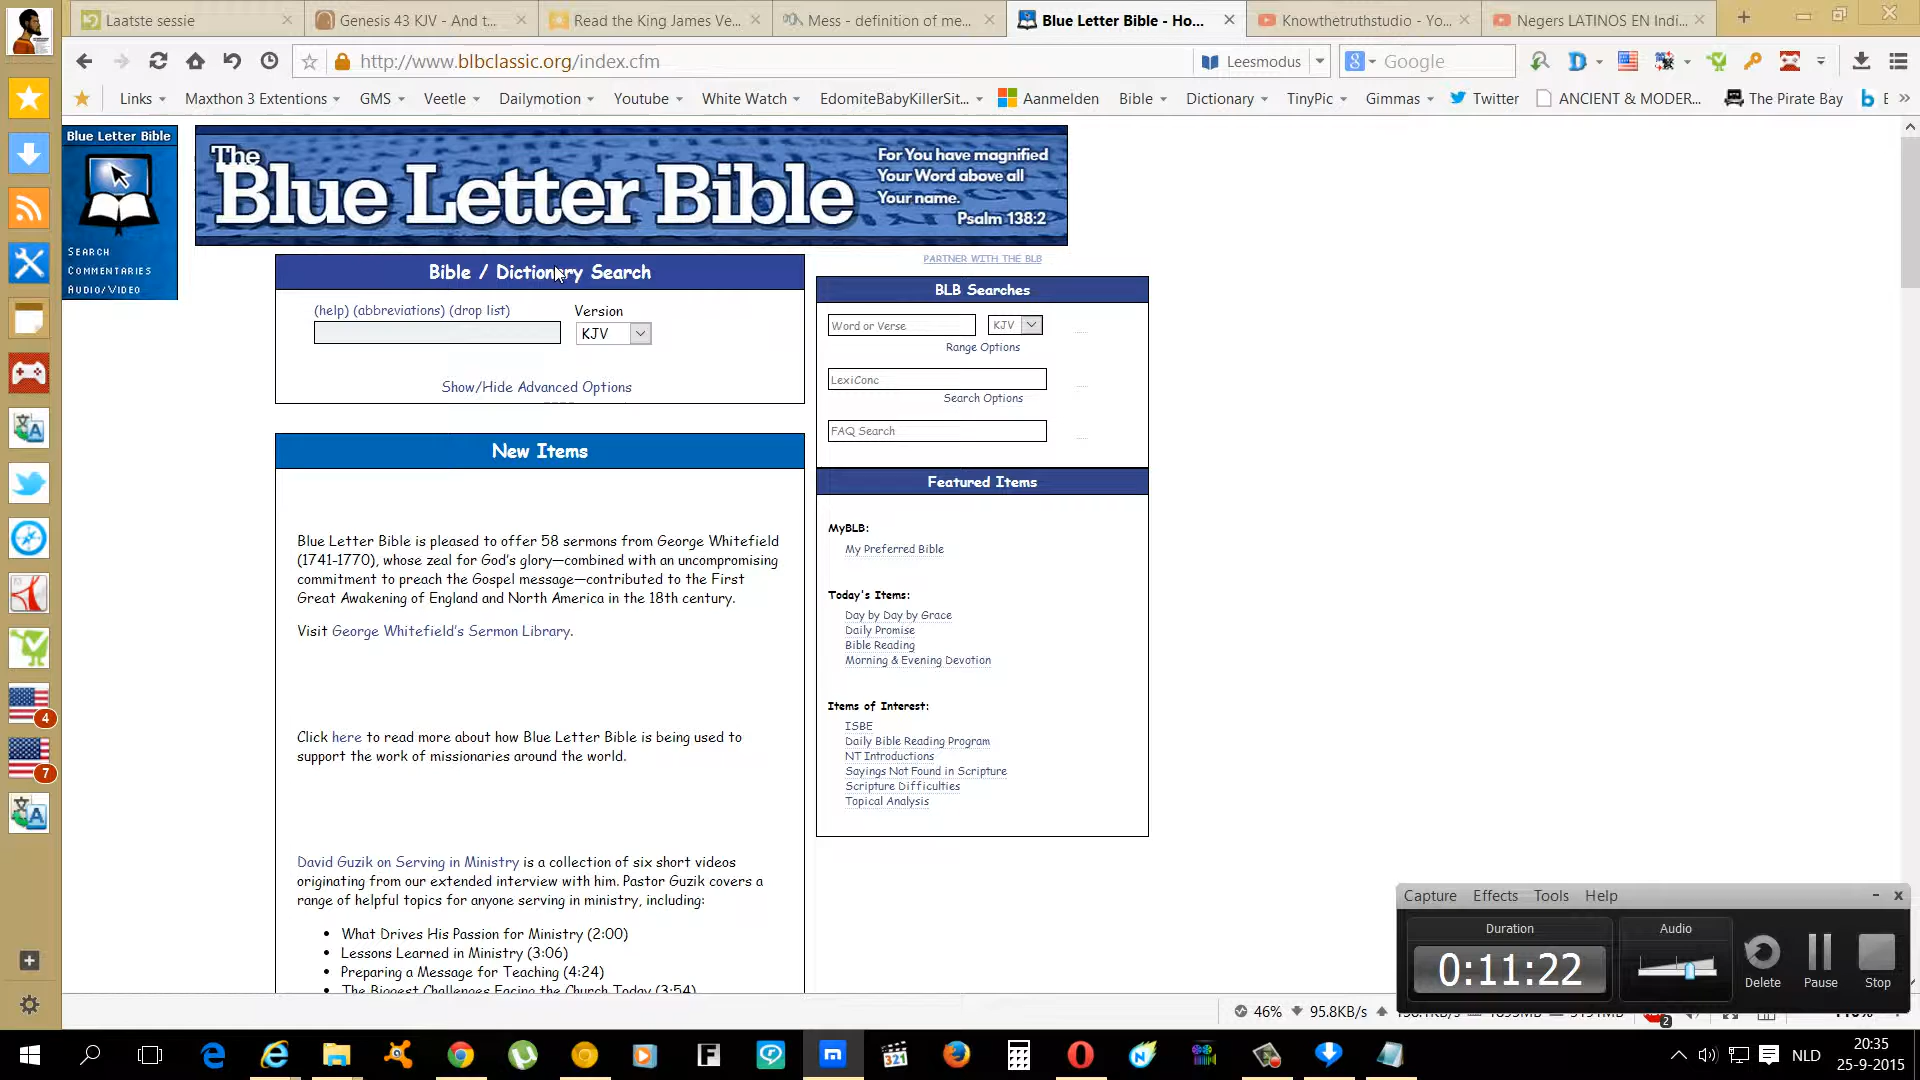 Laatste sessie
Genesis 43 KJV - And t...
Read the King James Ve...
Mess - definition of me...
Blue Letter Bible - Ho...
Knowthetruthstudio - Yo...
Negers LATINOS EN Indi...
http://www.blbclassic.org/index.cfm
Leesmodus
Google
Links
Maxthon 3 Extentions
GMS
Veetle
Dailymotion
Youtube
White Watch
EdomiteBabyKillerSit...
Aanmelden
Bible
Dictionary
TinyPic
Gimmas
Twitter
ANCIENT & MODER...
The Pirate Bay
Blue Letter Bible
SEARCH
COMMENTARIES
AUDIO/VIDEO
The
Blue Letter Bible
For You have magnified
Your Word above all
Your name.
Psalm 138:2
PARTNER WITH THE BLB
Bible / Dictionary Search
(help) (abbreviations) (drop list)
Version
KJV
Show/Hide Advanced Options
New Items
Blue Letter Bible is pleased to offer 58 sermons from George Whitefield
(1741-1770), whose zeal for God's glory—combined with an uncompromising
commitment to preach the Gospel message—contributed to the First
Great Awakening of England and North America in the 18th century.
Visit George Whitefield's Sermon Library.
Click here to read more about how Blue Letter Bible is being used to
support the work of missionaries around the world.
David Guzik on Serving in Ministry is a collection of six short videos
originating from our extended interview with him. Pastor Guzik covers a
range of helpful topics for anyone serving in ministry, including:
• What Drives His Passion for Ministry (2:00)
• Lessons Learned in Ministry (3:06)
• Preparing a Message for Teaching (4:24)
• The Biggest Challenges Facing the Church Today (3:54)
BLB Searches
Word or Verse
KJV
Range Options
LexiConc
Search Options
FAQ Search
Featured Items
MyBLB:
My Preferred Bible
Today's Items:
Day by Day by Grace
Daily Promise
Bible Reading
Morning & Evening Devotion
Items of Interest:
ISBE
Daily Bible Reading Program
NT Introductions
Sayings Not Found in Scripture
Scripture Difficulties
Topical Analysis
4
7
Capture Effects Tools Help
Duration
0:11:22
Audio
Delete
Pause
Stop
46%
95.8KB/s
2
321
NLD
20:35
25-9-2015